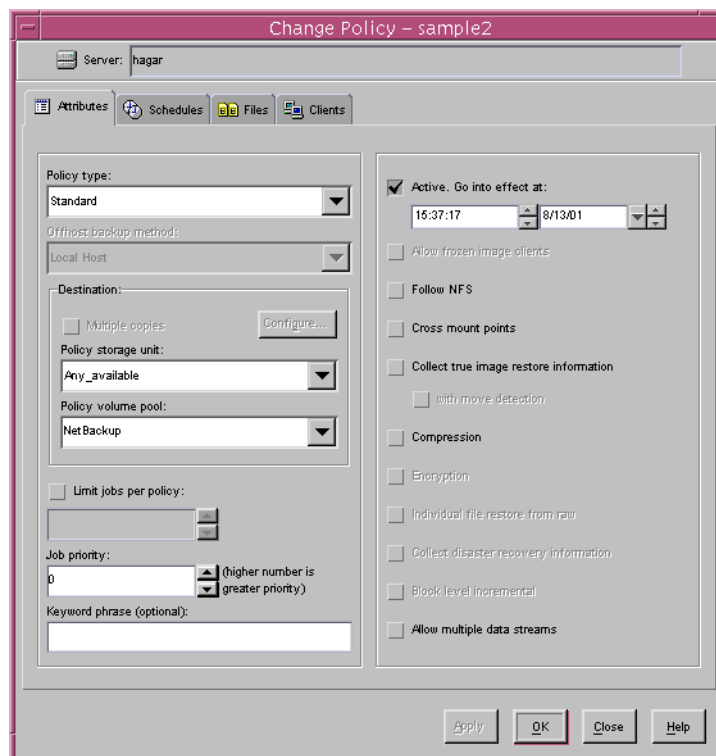 Change Policy – sample2
Server: hagar
Attributes Schedules Files Clients
Policy type:
Standard
Offhost backup method:
Local Host
Destination:
Multiple copies Configure...
Policy storage unit:
Any_available
Policy volume pool:
NetBackup
Limit jobs per policy:
Job priority:
0 (higher number is
greater priority)
Keyword phrase (optional):
Active. Go into effect at:
15:37:17 8/13/01
Allow frozen image clients
Follow NFS
Cross mount points
Collect true image restore information
with move detection
Compression
Encryption
Individual file restore from raw
Collect disaster recovery information
Block level incremental
Allow multiple data streams
Apply OK Close Help